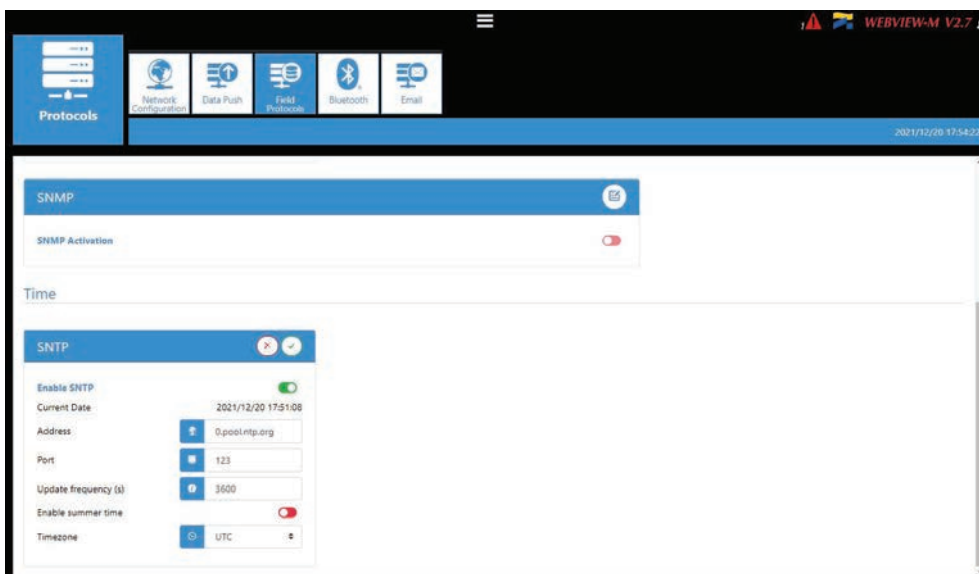 1 WEBVIEW-M V2.7
Protocols
Network Configuration
Data Push
Field Protocols
Bluetooth
Email
2021/12/20 17:54:22
SNMP
SNMP Activation
Time
SNTP
Enable SNTP
Current Date 2021/12/20 17:51:08
Address 0.pool.ntp.org
Port 123
Update frequency (s) 3600
Enable summer time
Timezone UTC